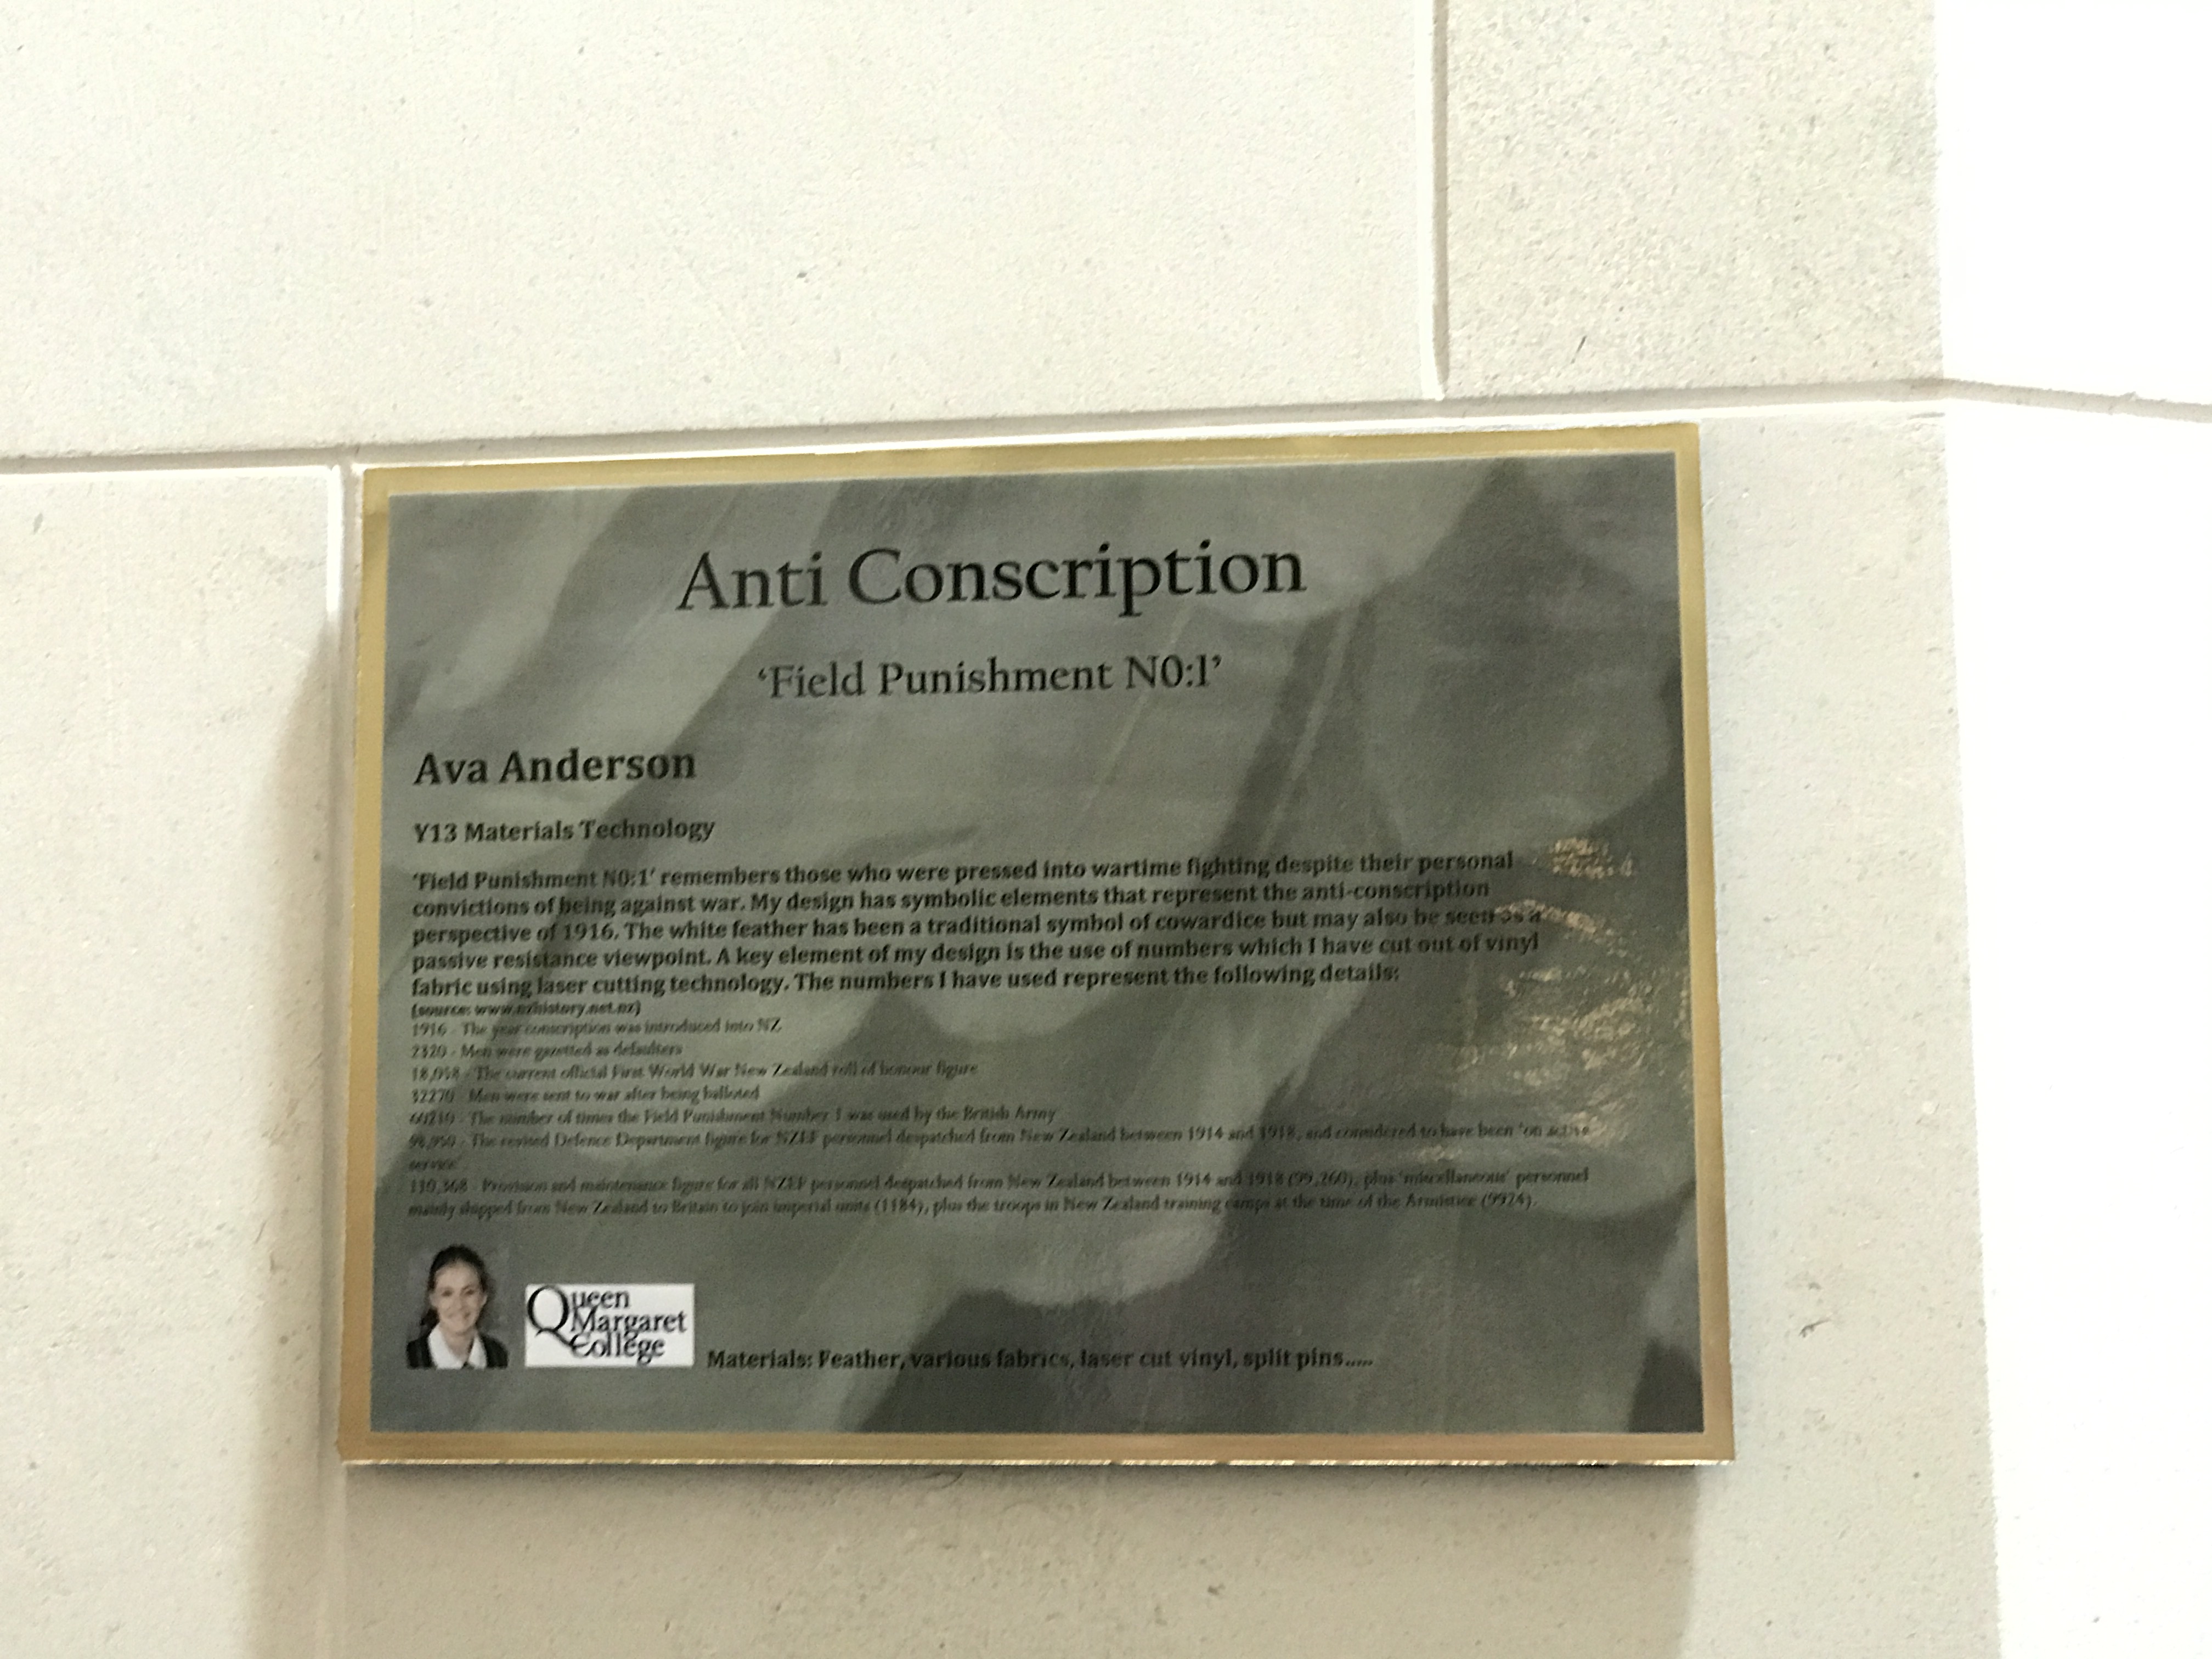 Anti Conscription
‘Field Punishment N0:1’
Ava Anderson
Y13 Materials Technology
‘Field Punishment N0:1’ remembers those who were pressed into wartime fighting despite their personal
convictions of being against war. My design has symbolic elements that represent the anti-conscription
perspective of 1916. The white feather has been a traditional symbol of cowardice but may also be seen as a
passive resistance viewpoint. A key element of my design is the use of numbers which I have cut out of vinyl
fabric using laser cutting technology. The numbers I have used represent the following details:
(source: www.nzhistory.net.nz)
1916 - The year conscription was introduced into NZ
2320 - Men were gazetted as defaulters
- The current official First World War New Zealand roll of honour figure
32270 - Men were sent to war after being balloted
- The number of times the Field Punishment Number 1 was used by the British Army
- The revised Defence Department figure for NZEF personnel despatched from New Zealand between 1914 and 1918, and considered to have been ‘on active
service’.
110,368 - Provision and maintenance figure for all NZEF personnel despatched from New Zealand between 1914 and 1918 (99,260), plus ‘miscellaneous’ personnel
mainly shipped from New Zealand to Britain to join imperial units (1184), plus the troops in New Zealand training camps at the time of the Armistice (9924).
Queen
Margaret
College
Materials: Feather, various fabrics, laser cut vinyl, split pins.....